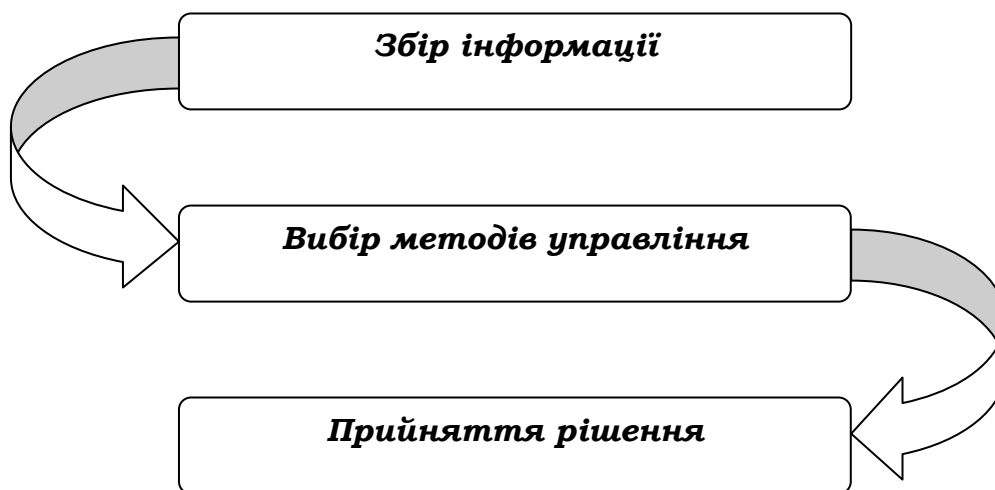 Збір інформації
Вибір методів управління
Прийняття рішення